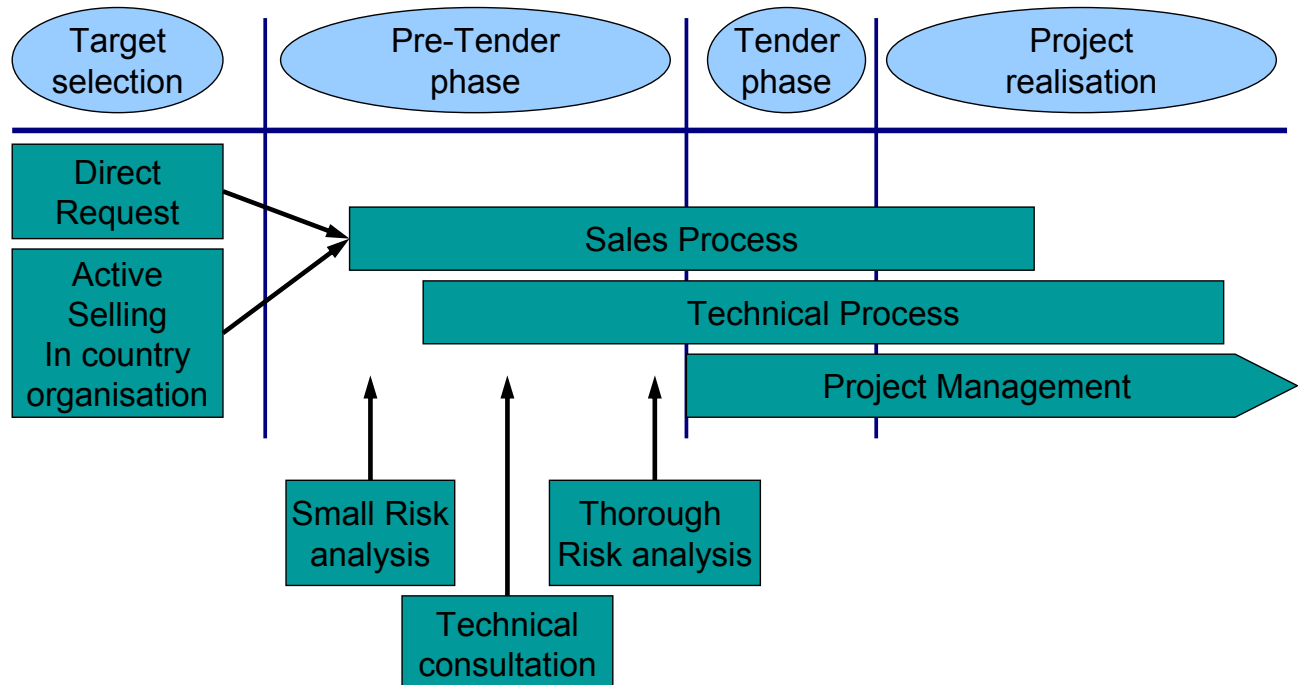 Target
selection
Pre-Tender
phase
Tender
phase
Project
realisation
Direct
Request
Active
Selling
In country
organisation
Sales Process
Technical Process
Project Management
Small Risk
analysis
Technical
consultation
Thorough
Risk analysis